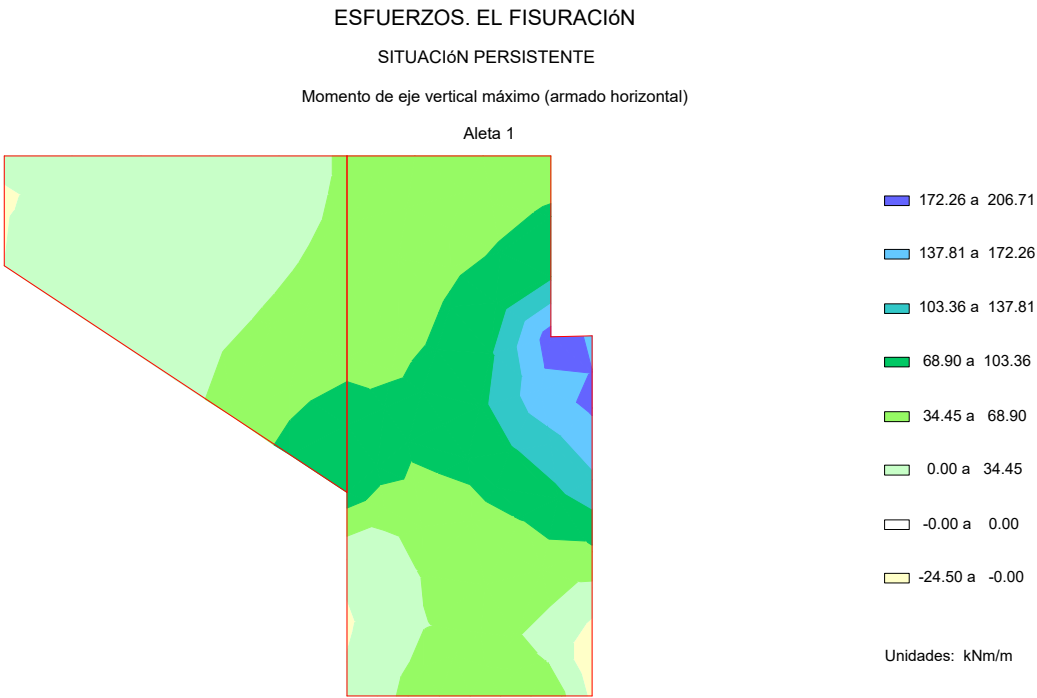 ESFUERZOS. EL FISURACIóN
SITUACIóN PERSISTENTE
Momento de eje vertical máximo (armado horizontal)
Aleta 1
172.26 a 206.71
137.81 a 172.26
103.36 a 137.81
68.90 a 103.36
34.45 a 68.90
0.00 a 34.45
-0.00 a 0.00
-24.50 a -0.00
Unidades: kNm/m